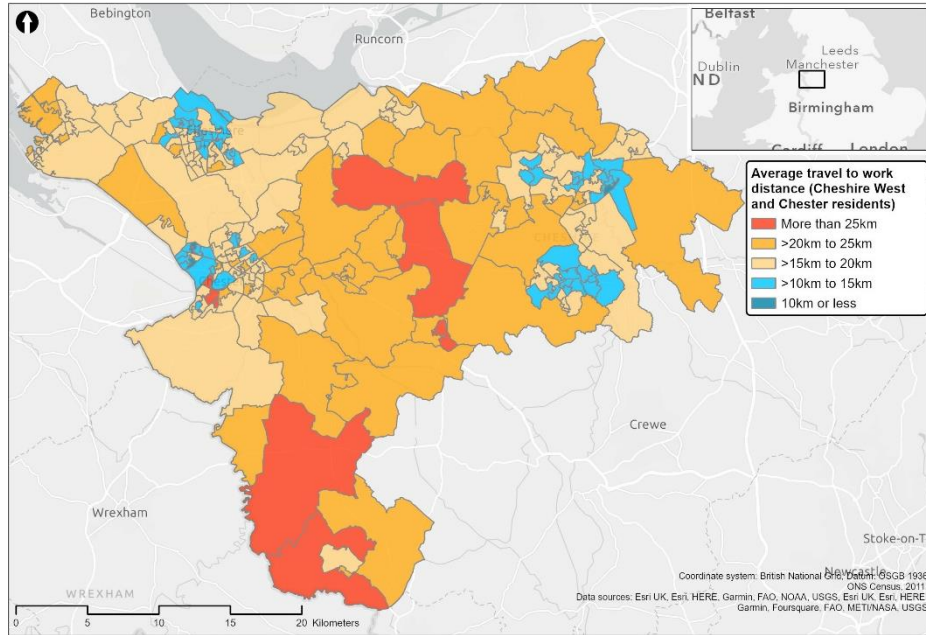 Bebington
Runcorn
Belfast
Leeds
Manchester
Dublin
ND
Birmingham
Cardiff London
Average travel to work
distance (Cheshire West
and Chester residents)
More than 25km
>20km to 25km
>15km to 20km
>10km to 15km
10km or less
Crewe
Wrexham
WREXHAM
Stoke-on-T
Newcastle
Coordinate system: British National Grid, Datum: OSGB 1936
ONS Census, 2011
Data sources: Esri UK, Esri, HERE, Garmin, FAO, NOAA, USGS, Esri UK, Esri, HERE,
Garmin, Foursquare, FAO, METI/NASA, USGS
0 5 10 15 20 Kilometers